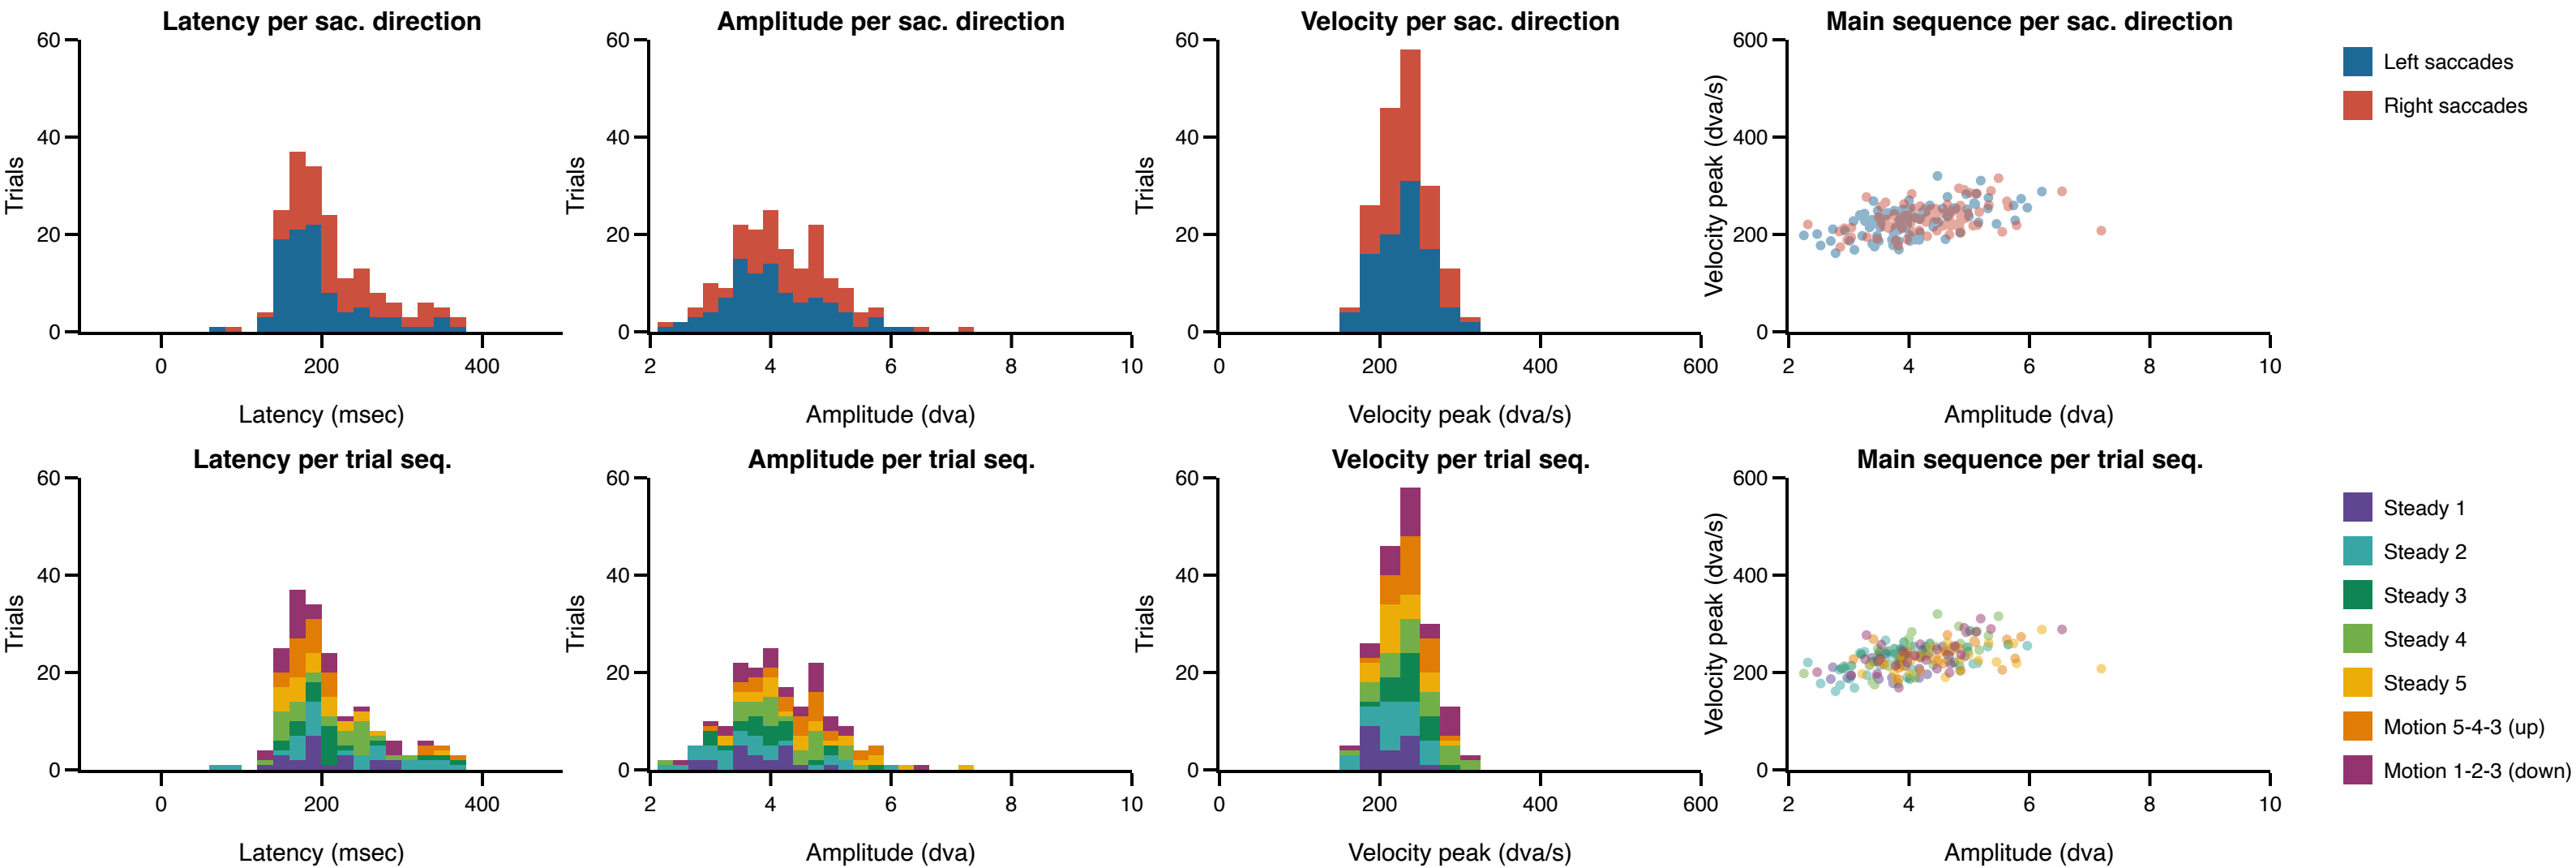 Latency per sac. direction
60
40
20
0
Trials
0 200 400
Latency (msec)
Amplitude per sac. direction
60
40
20
0
Trials
2 4 6 8 10
Amplitude (dva)
Velocity per sac. direction
60
40
20
0
Trials
0 200 400 600
Velocity peak (dva/s)
Main sequence per sac. direction
600
400
200
0
Velocity peak (dva/s)
2 4 6 8 10
Amplitude (dva)
Left saccades
Right saccades
Latency per trial seq.
60
40
20
0
Trials
0 200 400
Latency (msec)
Amplitude per trial seq.
60
40
20
0
Trials
2 4 6 8 10
Amplitude (dva)
Velocity per trial seq.
60
40
20
0
Trials
0 200 400 600
Velocity peak (dva/s)
Main sequence per trial seq.
600
400
200
0
Velocity peak (dva/s)
2 4 6 8 10
Amplitude (dva)
Steady 1
Steady 2
Steady 3
Steady 4
Steady 5
Motion 5-4-3 (up)
Motion 1-2-3 (down)